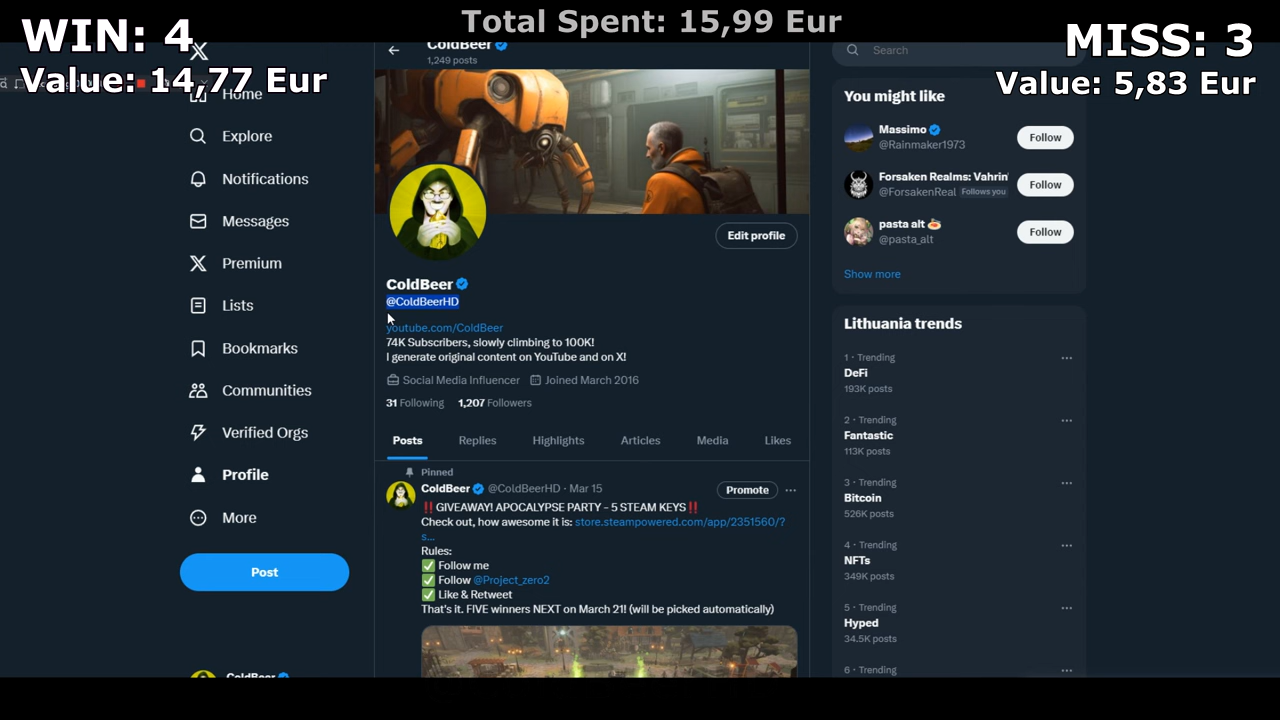 Total Spent: 15,99 Eur
WIN: 4
Value: 14,77 Eur
MISS: 3
Value: 5,83 Eur
Home
Explore
Notifications
Messages
Premium
Lists
Bookmarks
Communities
Verified Orgs
Profile
More
Post
ColdBeer
ColdBeer
1,249 posts
Edit profile
ColdBeer
@ColdBeerHD
youtube.com/ColdBeer
74K Subscribers, slowly climbing to 100K!
I generate original content on YouTube and on X!
Social Media Influencer Joined March 2016
31 Following 1,207 Followers
Posts Replies Highlights Articles Media Likes
Pinned
ColdBeer @ColdBeerHD · Mar 15 Promote
‼️GIVEAWAY! APOCALYPSE PARTY - 5 STEAM KEYS‼️
Check out, how awesome it is: store.steampowered.com/app/2351560/?
s...
Rules:
✅ Follow me
✅ Follow @Project_zero2
✅ Like & Retweet
That's it. FIVE winners NEXT on March 21! (will be picked automatically)
Search
You might like
Massimo
@Rainmaker1973
Follow
Forsaken Realms: Vahrin
@ForsakenReal Follows you
Follow
pasta alt 🍝
@pasta_alt
Follow
Show more
Lithuania trends
1 · Trending
DeFi
193K posts
2 · Trending
Fantastic
113K posts
3 · Trending
Bitcoin
526K posts
4 · Trending
NFTs
349K posts
5 · Trending
Hyped
34.5K posts
6 · Trending